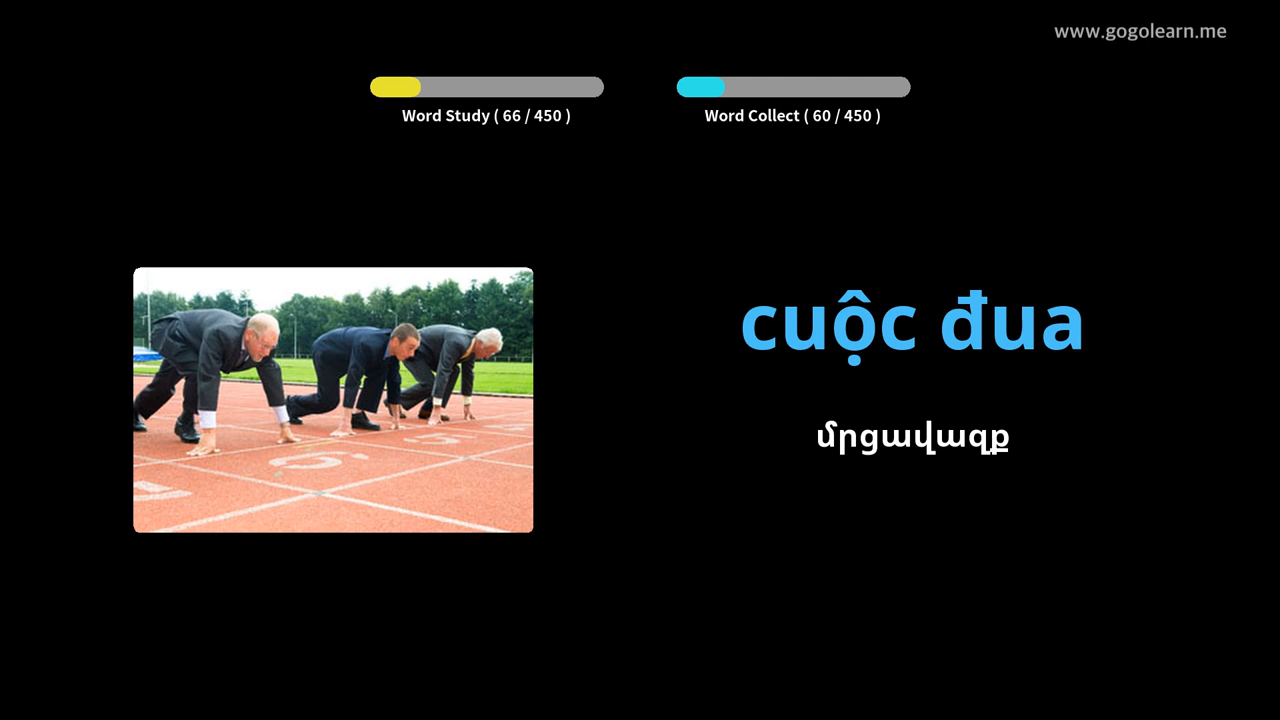 www.gogolearn.me
Word Study ( 66 / 450 )
Word Collect ( 60 / 450 )
cuộc đua
մրցավազք